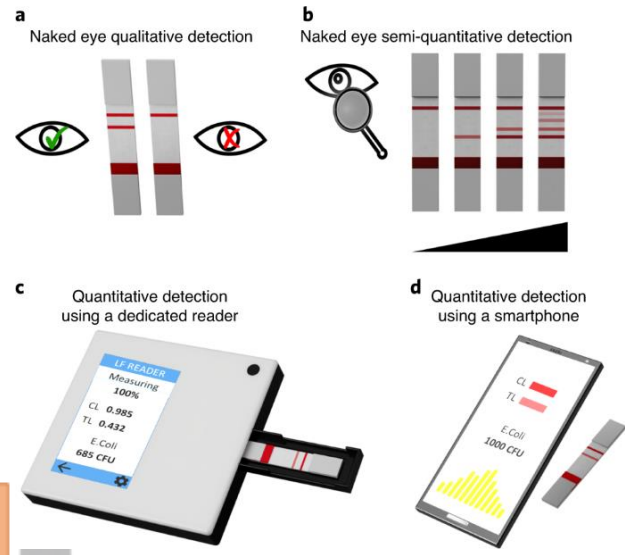 a
Naked eye qualitative detection
b
Naked eye semi-quantitative detection
c
Quantitative detection
using a dedicated reader
LF READER
Measuring
100%
CL 0.985
TL 0.432
E.Coli
685 CFU
d
Quantitative detection
using a smartphone
CL
TL
E.Coli
1000 CFU